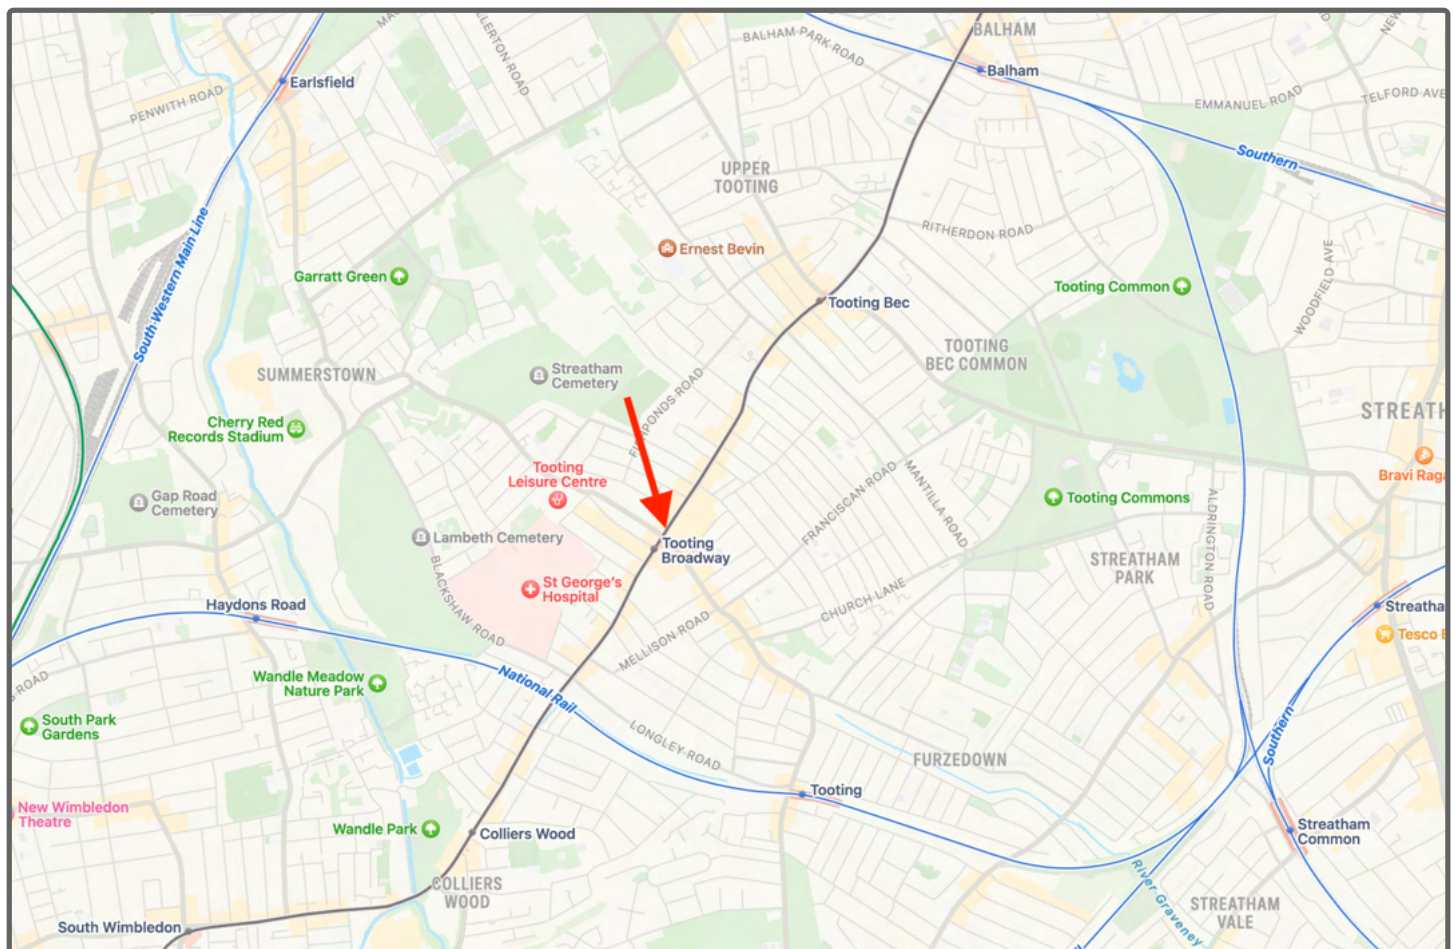 BALHAM
BALHAM PARK ROAD
Balham
Earlsfield
PENWITH ROAD
EMMANUEL ROAD
TELFORD AVE
Southern
UPPER
TOOTING
RITHERDON ROAD
Ernest Bevin
South Western Main Line
Garratt Green
Tooting Common
WOODFIELD AVE
Tooting Bec
TOOTING
BEC COMMON
SUMMERSTOWN
Streatham
Cemetery
FISHPONDS ROAD
Cherry Red
Records Stadium
STREATH
Bravi Raga
Tooting
Leisure Centre
Gap Road
Cemetery
FRANCISCAN ROAD
MANTILLA ROAD
Tooting Commons
ALDRINGTON ROAD
Lambeth Cemetery
Tooting
Broadway
BLACKSHAW ROAD
St George's
Hospital
STREATHAM
PARK
CHURCH LANE
Haydons Road
MELLISON ROAD
Streatha
Tesco E
National Rail
Wandle Meadow
Nature Park
ROAD
South Park
Gardens
LONGLEY ROAD
Southern
FURZEDOWN
Tooting
New Wimbledon
Theatre
Wandle Park
Colliers Wood
Streatham
Common
COLLIERS
WOOD
River Graveney
STREATHAM
VALE
South Wimbledon